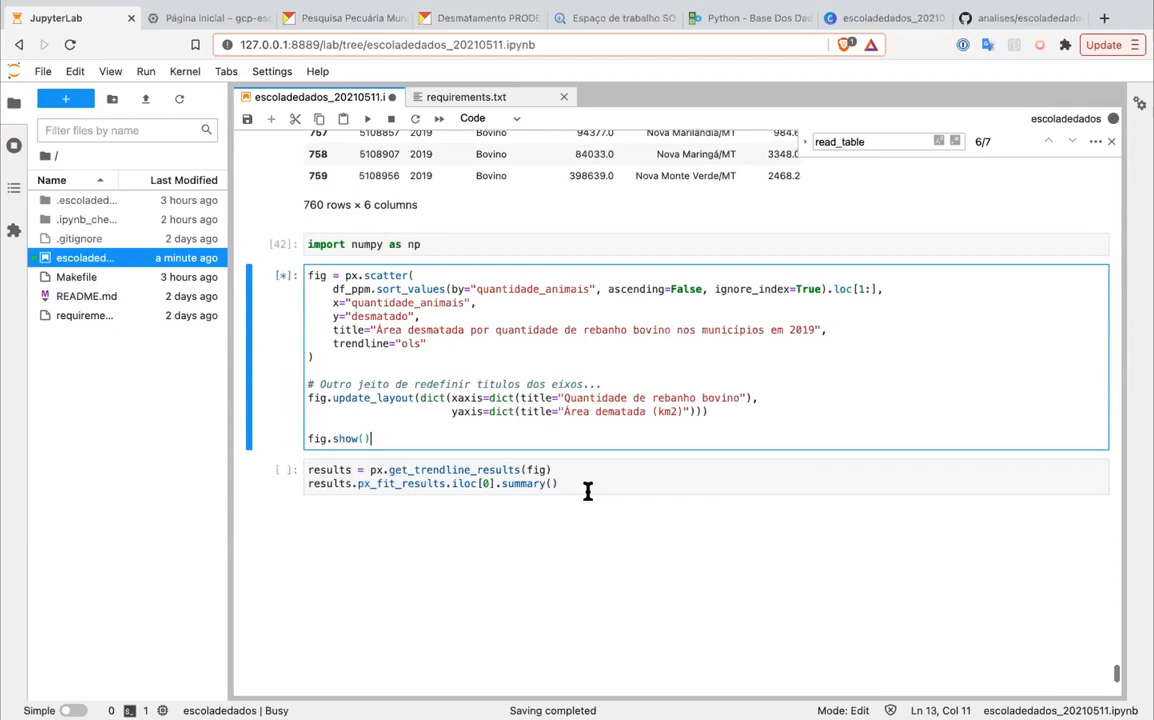 JupyterLab
Página inicial – gcp-esc
Pesquisa Pecuária Mun
Desmatamento PRODE
Espaço de trabalho SQ
Python - Base Dos Dad
escoladedados_20210
analises/escoladedado
127.0.0.1:8889/lab/tree/escoladedados_20210511.ipynb
Update
File Edit View Run Kernel Tabs Settings Help
escoladedados_20210511.i
requirements.txt
Code
escoladedados
Filter files by name
/
Name Last Modified
.escoladed... 3 hours ago
.ipynb_che... 2 hours ago
.gitignore 2 days ago
escoladed... a minute ago
Makefile 3 hours ago
README.md 2 days ago
requireme... 2 days ago
read_table 6/7
757 5108857 2019 Bovino 94377.0 Nova Marilândia/MT 984.6
758 5108907 2019 Bovino 84033.0 Nova Maringá/MT 3348.0
759 5108956 2019 Bovino 398639.0 Nova Monte Verde/MT 2468.2
760 rows × 6 columns
[42]: import numpy as np
[*]: fig = px.scatter(
df_ppm.sort_values(by="quantidade_animais", ascending=False, ignore_index=True).loc[1:],
x="quantidade_animais",
y="desmatado",
title="Área desmatada por quantidade de rebanho bovino nos municípios em 2019",
trendline="ols"
)
# Outro jeito de redefinir titulos dos eixos...
fig.update_layout(dict(xaxis=dict(title="Quantidade de rebanho bovino"),
yaxis=dict(title="Área dematada (km2)")))
fig.show()
[ ]: results = px.get_trendline_results(fig)
results.px_fit_results.iloc[0].summary()
Simple 0 1 escoladedados | Busy Saving completed Mode: Edit Ln 13, Col 11 escoladedados_20210511.ipynb